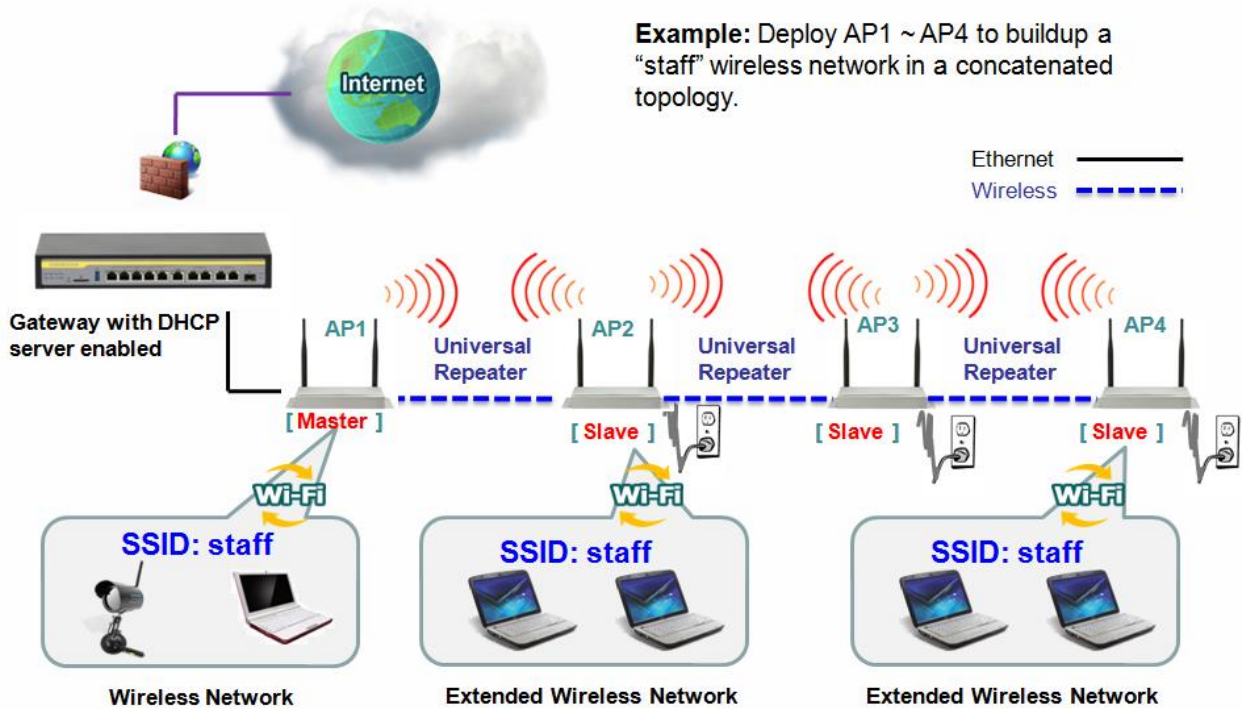 Example: Deploy AP1 ~ AP4 to buildup a
“staff” wireless network in a concatenated
topology.
Internet
Ethernet
Wireless
Gateway with DHCP
server enabled
AP1
Universal
Repeater
AP2
Universal
Repeater
AP3
Universal
Repeater
AP4
[ Master ]
[ Slave ]
[ Slave ]
[ Slave ]
Wi-Fi
Wi-Fi
Wi-Fi
SSID: staff
SSID: staff
SSID: staff
Wireless Network
Extended Wireless Network
Extended Wireless Network